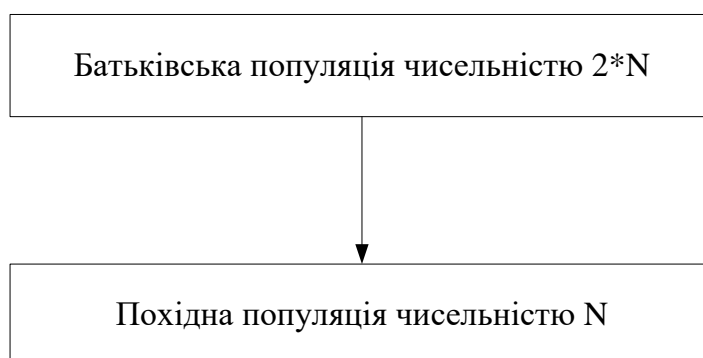 Батьківська популяція чисельністю 2*N
Похідна популяція чисельністю N